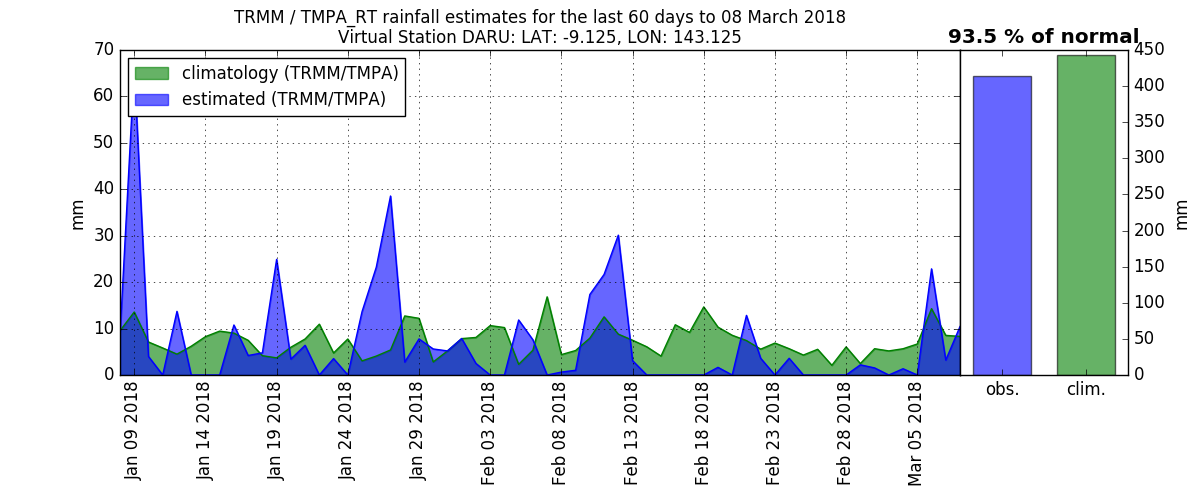 TRMM / TMPA_RT rainfall estimates for the last 60 days to 08 March 2018
Virtual Station DARU: LAT: -9.125, LON: 143.125
93.5 % of normal
climatology (TRMM/TMPA)
estimated (TRMM/TMPA)
70
60
50
40
30
20
10
0
mm
Jan 09 2018
Jan 14 2018
Jan 19 2018
Jan 24 2018
Jan 29 2018
Feb 03 2018
Feb 08 2018
Feb 13 2018
Feb 18 2018
Feb 23 2018
Feb 28 2018
Mar 05 2018
obs.
clim.
450
400
350
300
250
200
150
100
50
0
mm